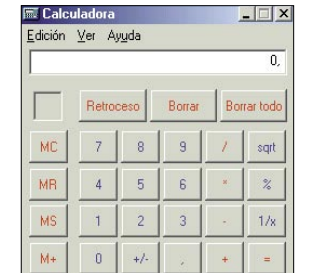 Calculadora
Edición Ver Ayuda
0,
Retroceso Borrar Borrar todo
MC 7 8 9 / sqrt
MR 4 5 6 * %
MS 1 2 3 - 1/x
M+ 0 +/- , + =